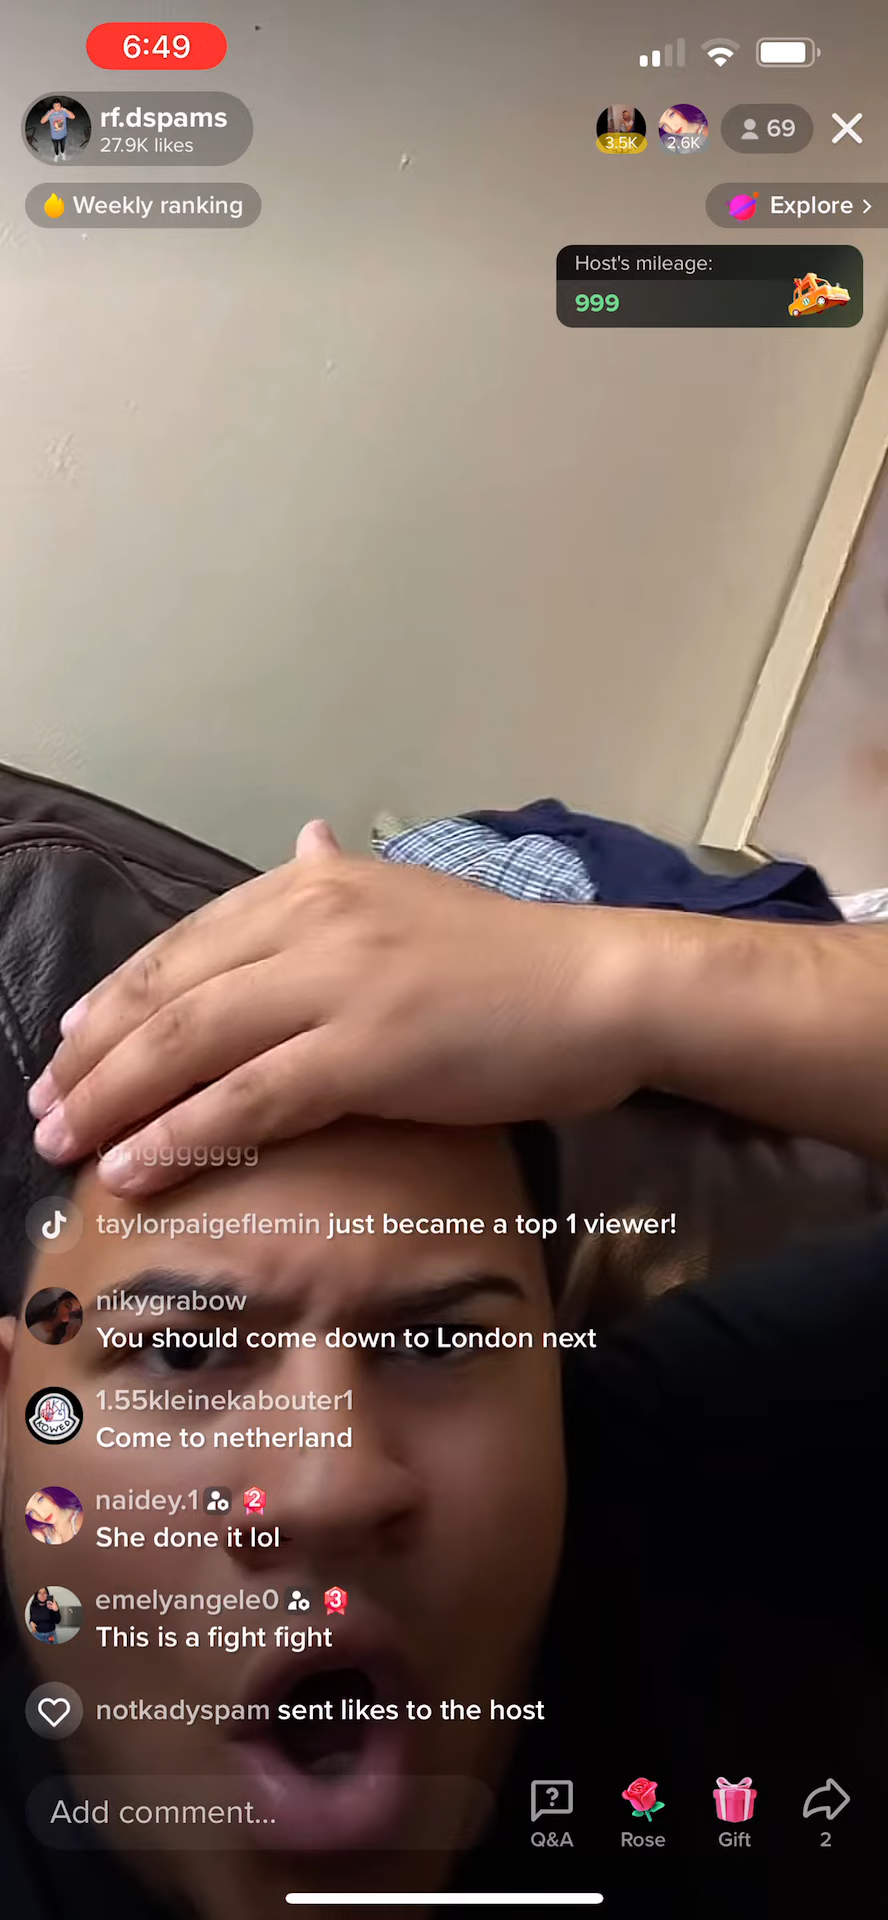 6:49
rf.dspams
27.9K likes
3.5K
2.6K
69
Weekly ranking
Explore >
Host's mileage:
999
taylorpaigeflemin just became a top 1 viewer!
nikygrabow
You should come down to London next
1.55kleinekabouter1
Come to netherland
naidey.1 2
She done it lol
emelyangele0 3
This is a fight fight
notkadyspam sent likes to the host
Add comment...
Q&A
Rose
Gift
2